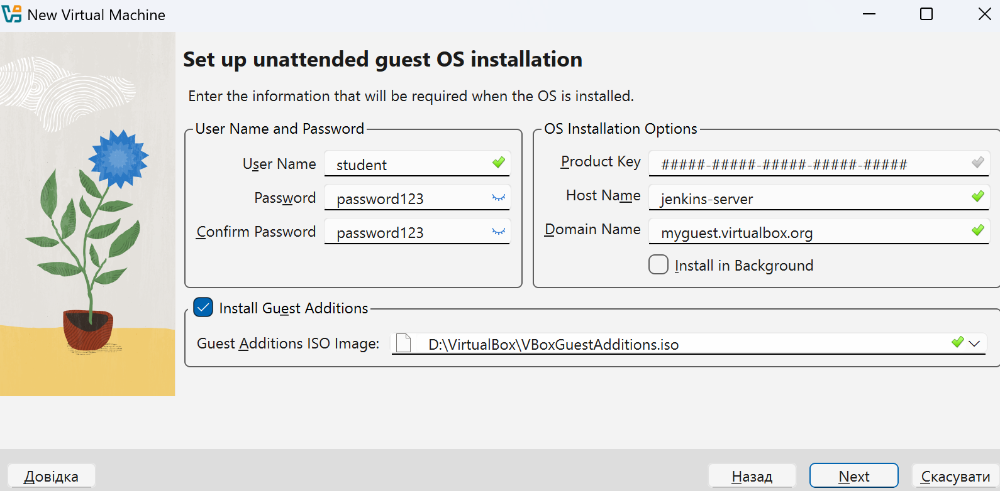 New Virtual Machine
Set up unattended guest OS installation
Enter the information that will be required when the OS is installed.
User Name and Password
User Name student
Password password123
Confirm Password password123
OS Installation Options
Product Key #####-#####-#####-#####-#####
Host Name jenkins-server
Domain Name myguest.virtualbox.org
Install in Background
Install Guest Additions
Guest Additions ISO Image: D:\VirtualBox\VBoxGuestAdditions.iso
Довідка Назад Next Скасувати